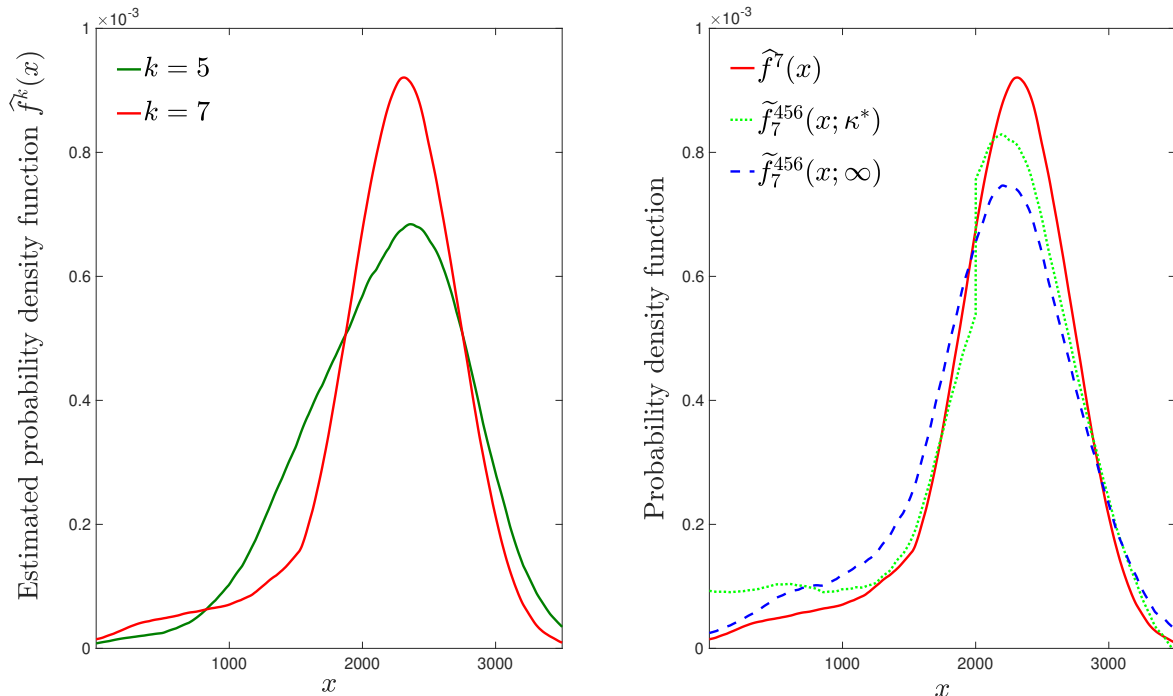 ×10⁻³
1
0.8
0.6
0.4
0.2
0
1000
2000
3000
x
Estimated probability density function f̂ᵏ(x)
k = 5
k = 7
×10⁻³
1
0.8
0.6
0.4
0.2
0
1000
2000
3000
x
Probability density function
f̂⁷(x)
f̃₇⁴⁵⁶(x; κ*)
f̃₇⁴⁵⁶(x; ∞)